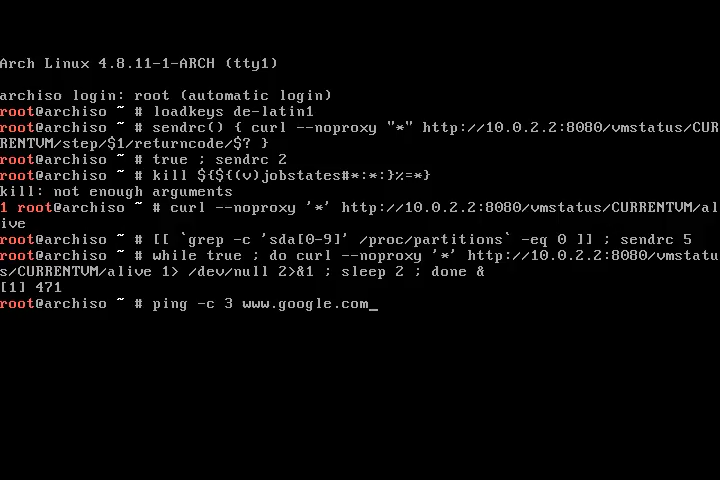 Arch Linux 4.8.11-1-ARCH (tty1)
archiso login: root (automatic login)
root@archiso ~ # loadkeys de-latin1
root@archiso ~ # sendrc() { curl --noproxy "*" http://10.0.2.2:8080/vmstatus/CUR
RENTVM/step/$1/returncode/$? }
root@archiso ~ # true ; sendrc 2
root@archiso ~ # kill ${${(v)jobstates#*:*:}%=*}
kill: not enough arguments
1 root@archiso ~ # curl --noproxy '*' http://10.0.2.2:8080/vmstatus/CURRENTVM/al
ive
root@archiso ~ # [[ `grep -c 'sda[0-9]' /proc/partitions` -eq 0 ]] ; sendrc 5
root@archiso ~ # while true ; do curl --noproxy '*' http://10.0.2.2:8080/vmstatu
s/CURRENTVM/alive 1> /dev/null 2>&1 ; sleep 2 ; done &
[1] 471
root@archiso ~ # ping -c 3 www.google.com_